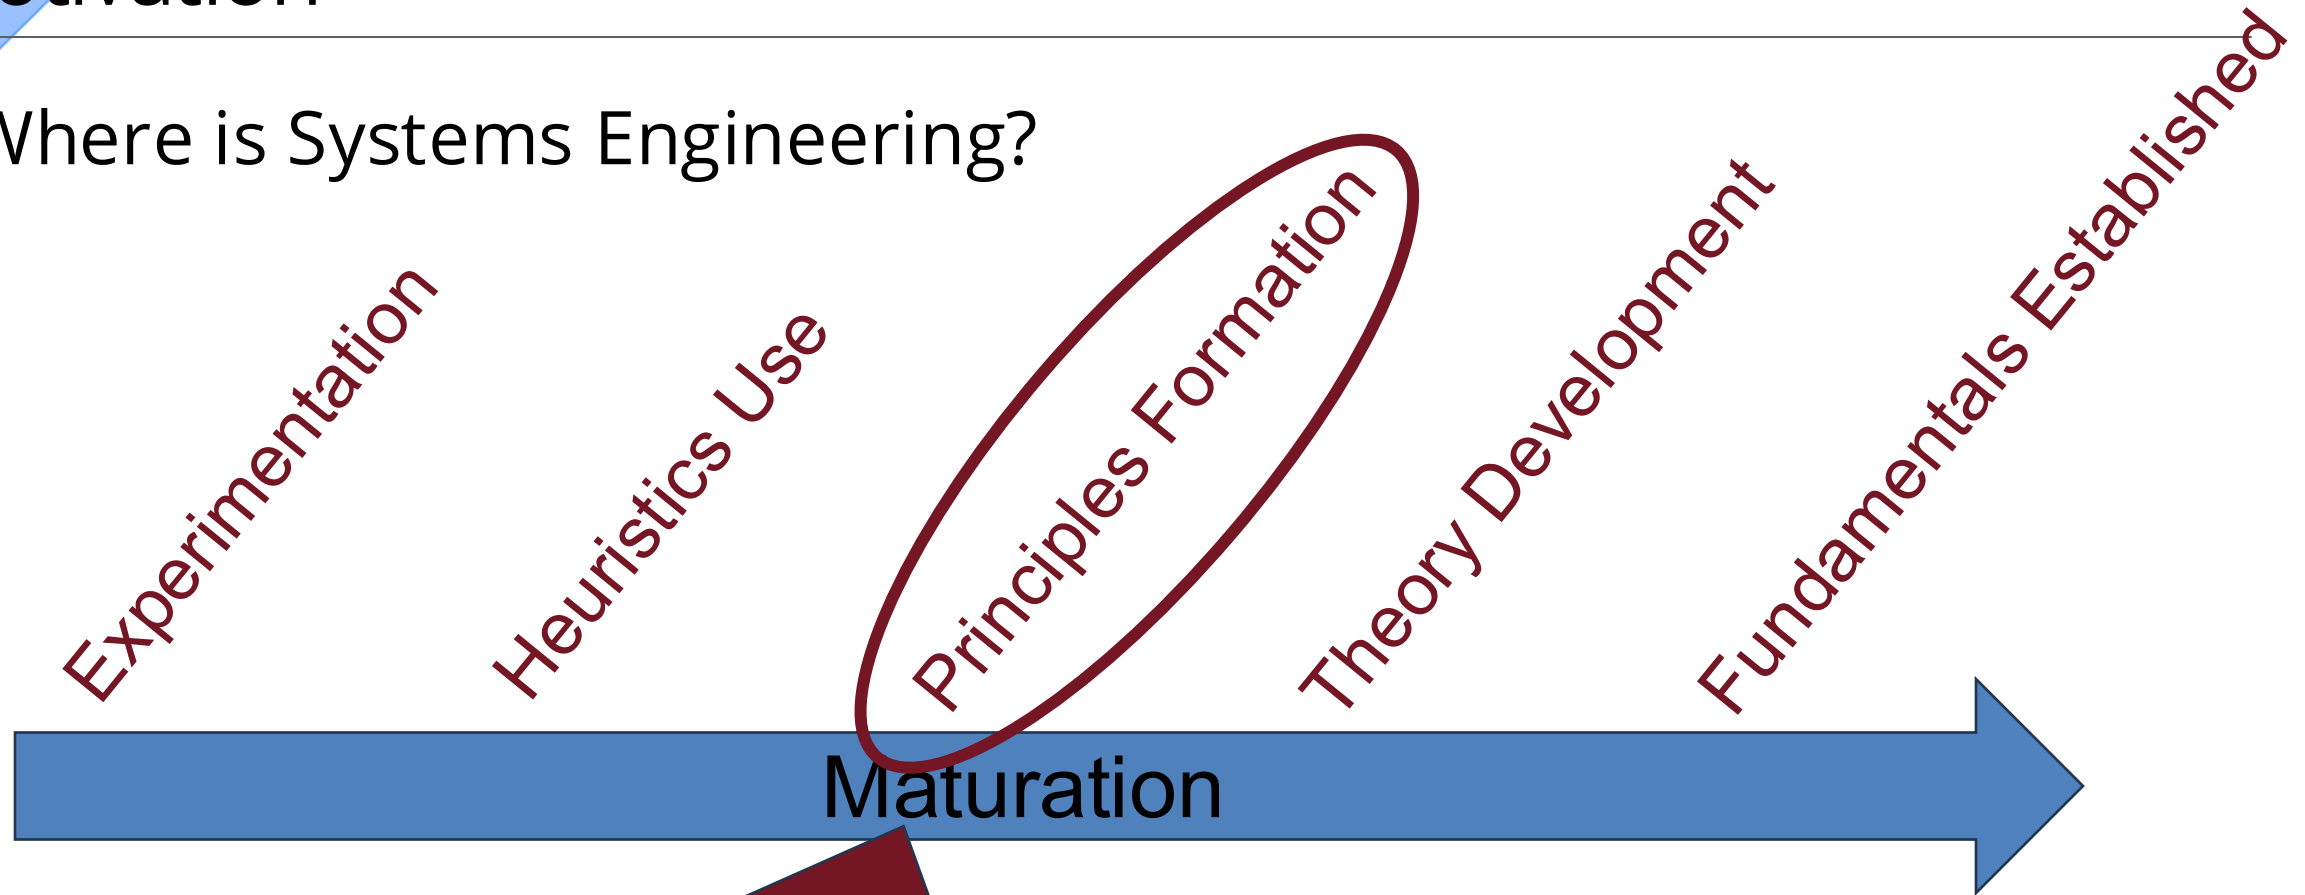 Where is Systems Engineering?
Experimentation
Heuristics Use
Principles Formation
Theory Development
Fundamentals Established
Maturation